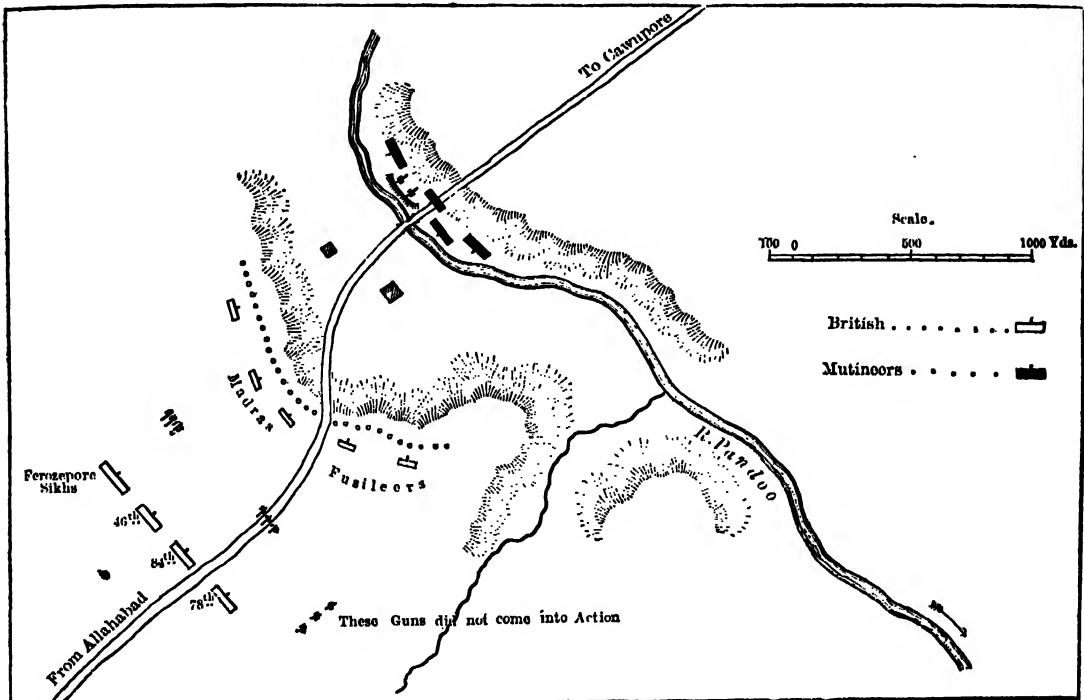 To Cawnpore
Scale.
100 0 500 1000 Yds.
British
Mutineers
Madras
Fusileers
R. Pandoo
Ferozepore
Sikhs
46th
84th
78th
From Allahabad
These Guns did not come into Action